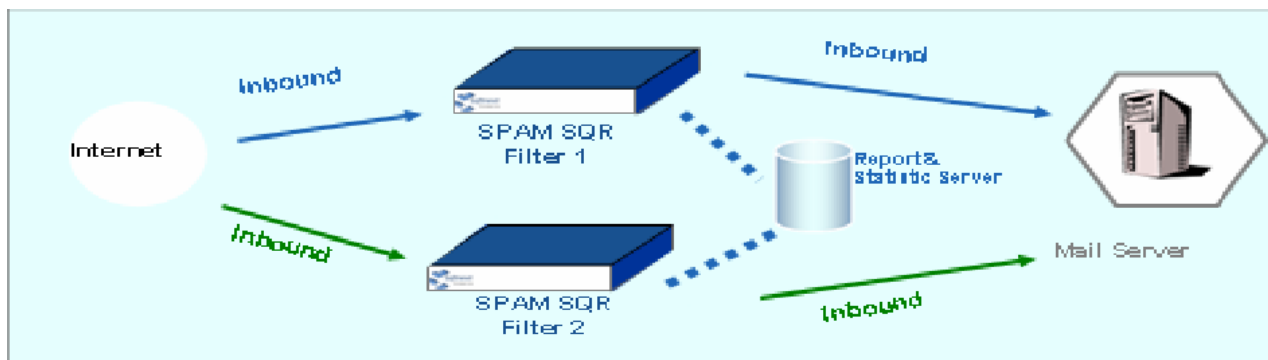 Inbound
Inbound
Internet
SPAM SQR
Filter 1
Report&
Statistic Server
Inbound
SPAM SQR
Filter 2
Mail Server
Inbound